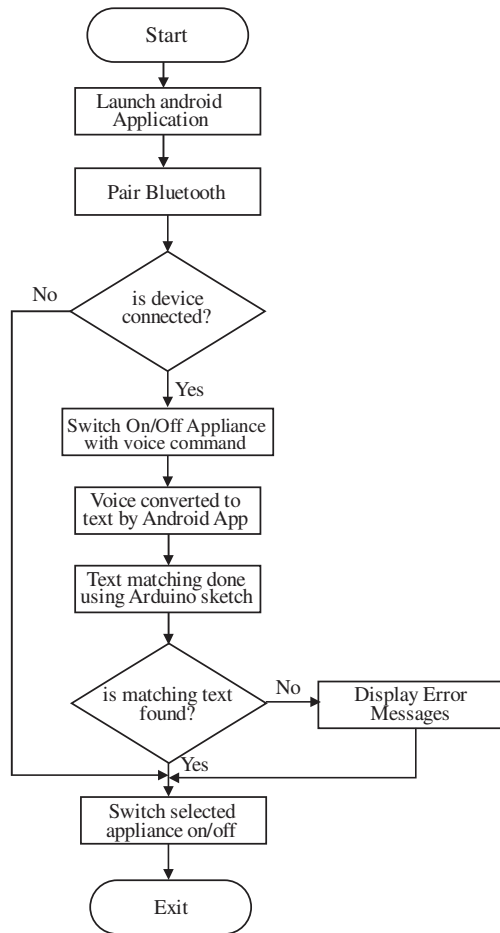 Start
Launch android
Application
Pair Bluetooth
No
is device
connected?
Yes
Switch On/Off Appliance
with voice command
Voice converted to
text by Android App
Text matching done
using Arduino sketch
is matching text
found?
No
Display Error
Messages
Yes
Switch selected
appliance on/off
Exit